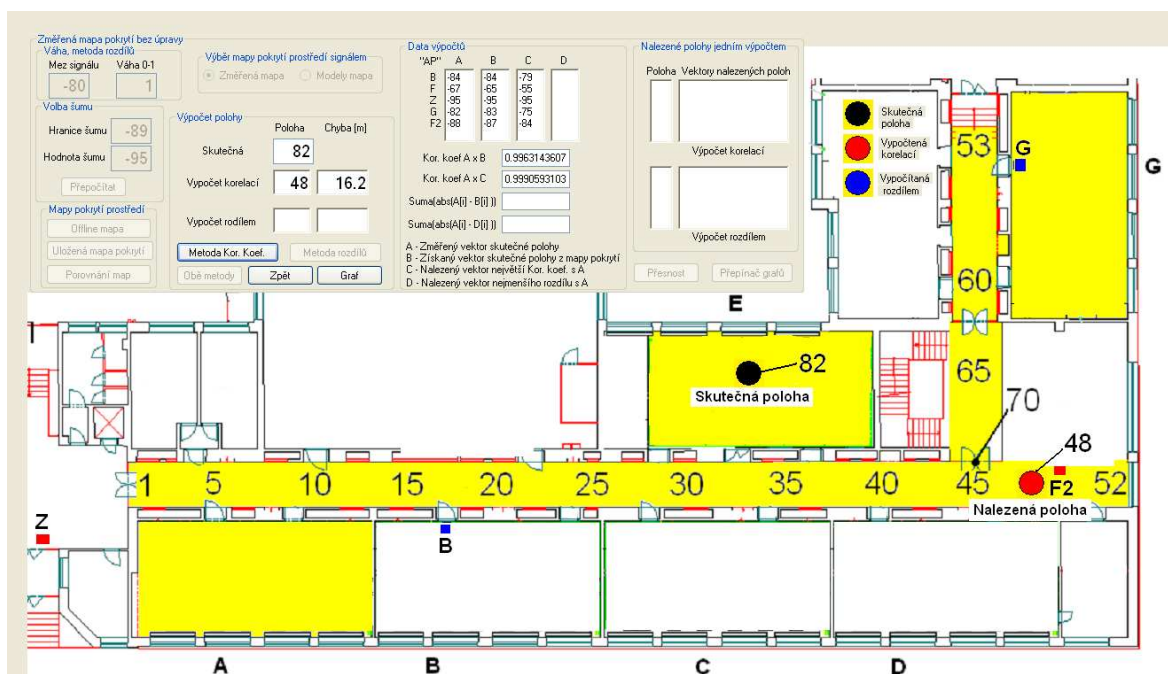 Změřená mapa pokrytí bez úpravy
Váha, metoda rozdílů
Mez signálu Váha 0-1
-80 1
Volba šumu
Hranice šumu -89
Hodnota šumu -95
Přepočítat
Mapy pokrytí prostředí
Offline mapa
Uložená mapa pokrytí
Porovnání map
Výběr mapy pokrytí prostředí signálem
Změřená mapa Modely mapa
Výpočet polohy
Poloha Chyba [m]
Skutečná 82
Vypočet korelací 48 16.2
Vypočet rodílem
Metoda Kor. Koef. Metoda rozdílů
Obě metody Zpět Graf
Data výpočtů
"AP" A B C D
B -84 -84 -79
F -67 -65 -55
Z -95 -95 -95
G -82 -83 -75
F2 -88 -87 -84
Kor. koef A x B 0.9963143607
Kor. koef A x C 0.9990593103
Suma(abs(A[i] - B[i] ))
Suma(abs(A[i] - D[i] ))
A - Změřený vektor skutečné polohy
B - Získaný vektor skutečné polohy z mapy pokrytí
C - Nalezený vektor největší Kor. koef. s A
D - Nalezený vektor nejmenšího rozdílu s A
Nalezené polohy jedním výpočtem
Poloha Vektory nalezených poloh
Výpočet korelací
Výpočet rozdílem
Přesnost Přepínač grafů
Skutečná
poloha
Vypočtená
korelací
Vypočítaná
rozdílem
53
G
G
60
E
65
82
Skutečná poloha
70
48
1 5 10 15 20 25 30 35 40 45 F2 52
Nalezená poloha
Z
B
A B C D